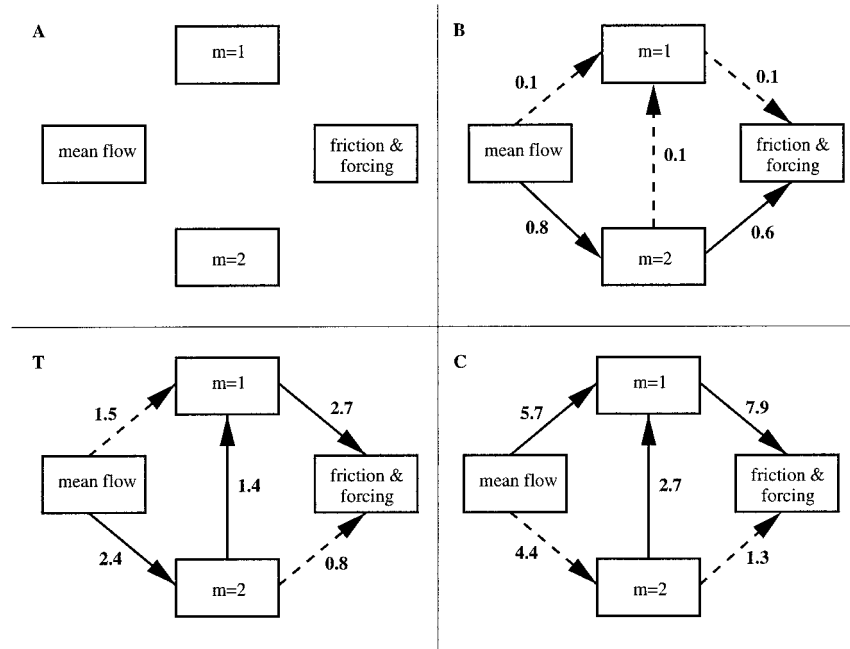 A
m=1
mean flow
friction &
forcing
m=2
B
m=1
0.1
0.1
mean flow
0.1
friction &
forcing
0.8
0.6
m=2
T
m=1
1.5
2.7
mean flow
1.4
friction &
forcing
2.4
0.8
m=2
C
m=1
5.7
7.9
mean flow
2.7
friction &
forcing
4.4
1.3
m=2